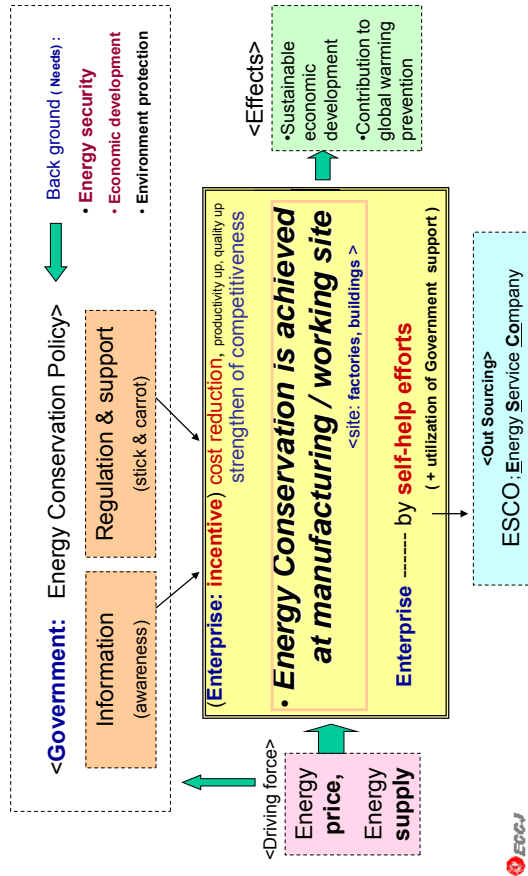 <Government:   Energy Conservation Policy>
Back ground ( Needs) :
• Energy security
• Economic development
• Environment protection
Information
(awareness)
Regulation & support
(stick & carrot)
(Enterprise: incentive) cost reduction, productivity up, quality up
strengthen of competitiveness
• Energy Conservation is achieved
at manufacturing / working site
<site: factories, buildings >
Enterprise ------ by self-help efforts
( + utilization of Government support )
<Driving force>
Energy
price,
Energy
supply
<Effects>
•Sustainable
economic
development
•Contribution to
global warming
prevention
<Out Sourcing>
ESCO ; Energy Service Company
ECCJ